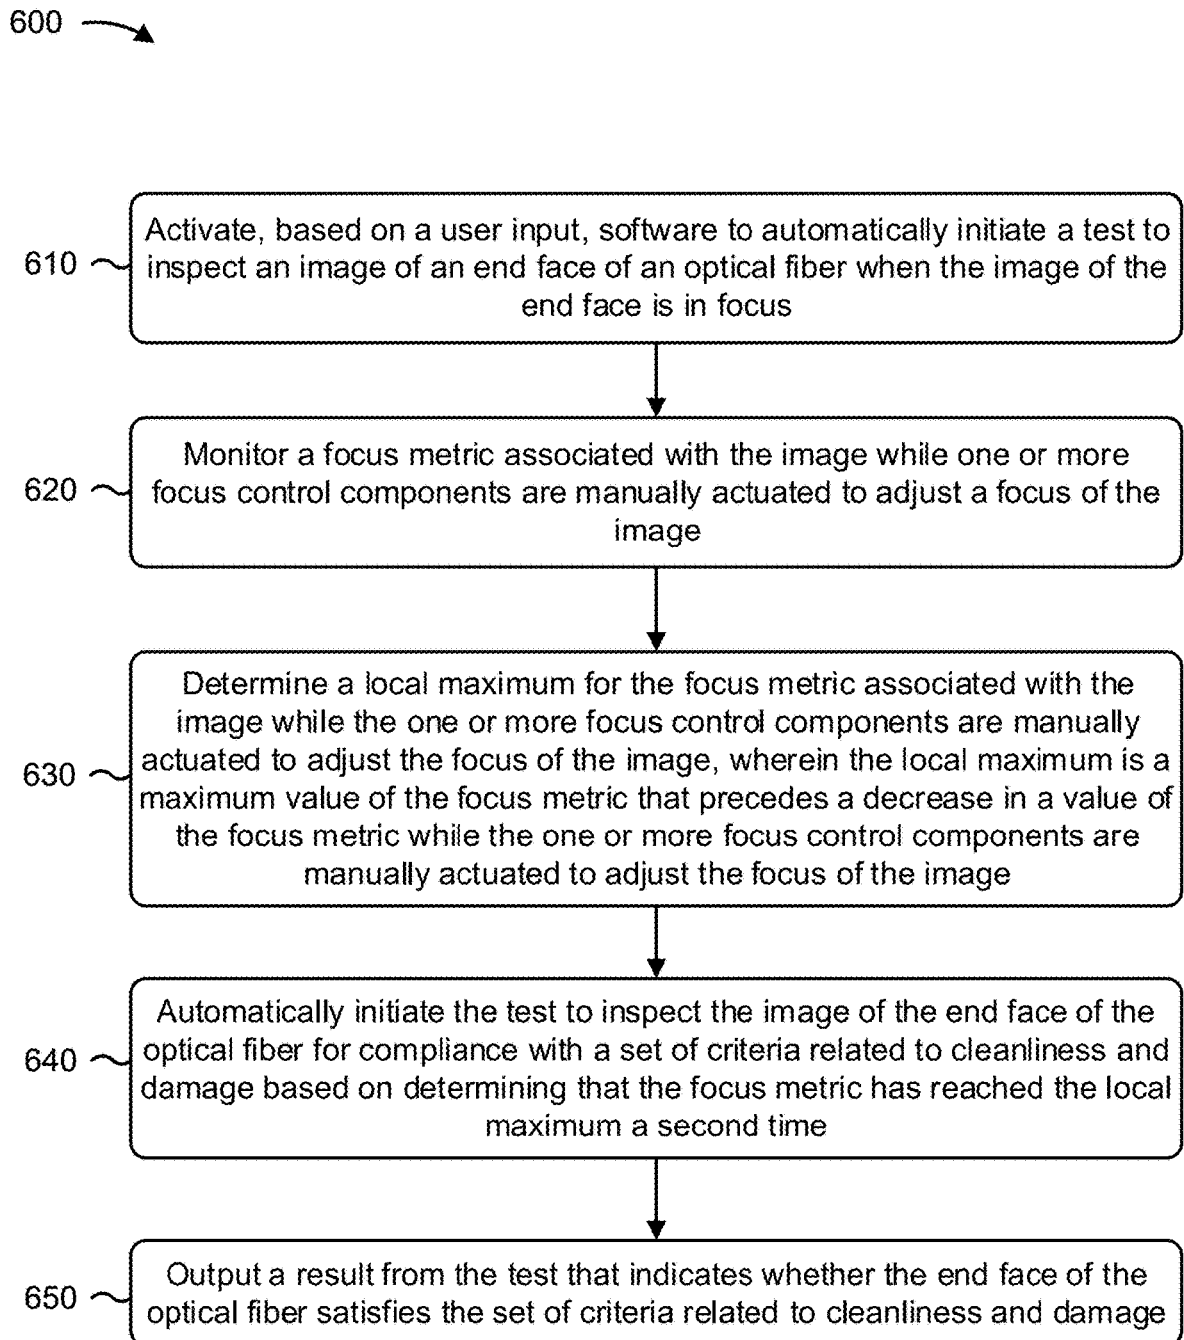 600
Activate, based on a user input, software to automatically initiate a test to
610
inspect an image of an end face of an optical fiber when the image of the
end face is in focus
Monitor a focus metric associated with the image while one or more
620
focus control components are manually actuated to adjust a focus of the
image
Determine a local maximum for the focus metric associated with the
image while the one or more focus control components are manually
630
actuated to adjust the focus of the image, wherein the local maximum is a
maximum value of the focus metric that precedes a decrease in a value of
the focus metric while the one or more focus control components are
manually actuated to adjust the focus of the image
Automatically initiate the test to inspect the image of the end face of the
640
optical fiber for compliance with a set of criteria related to cleanliness and
damage based on determining that the focus metric has reached the local
maximum a second time
Output a result from the test that indicates whether the end face of the
650
optical fiber satisfies the set of criteria related to cleanliness and damage